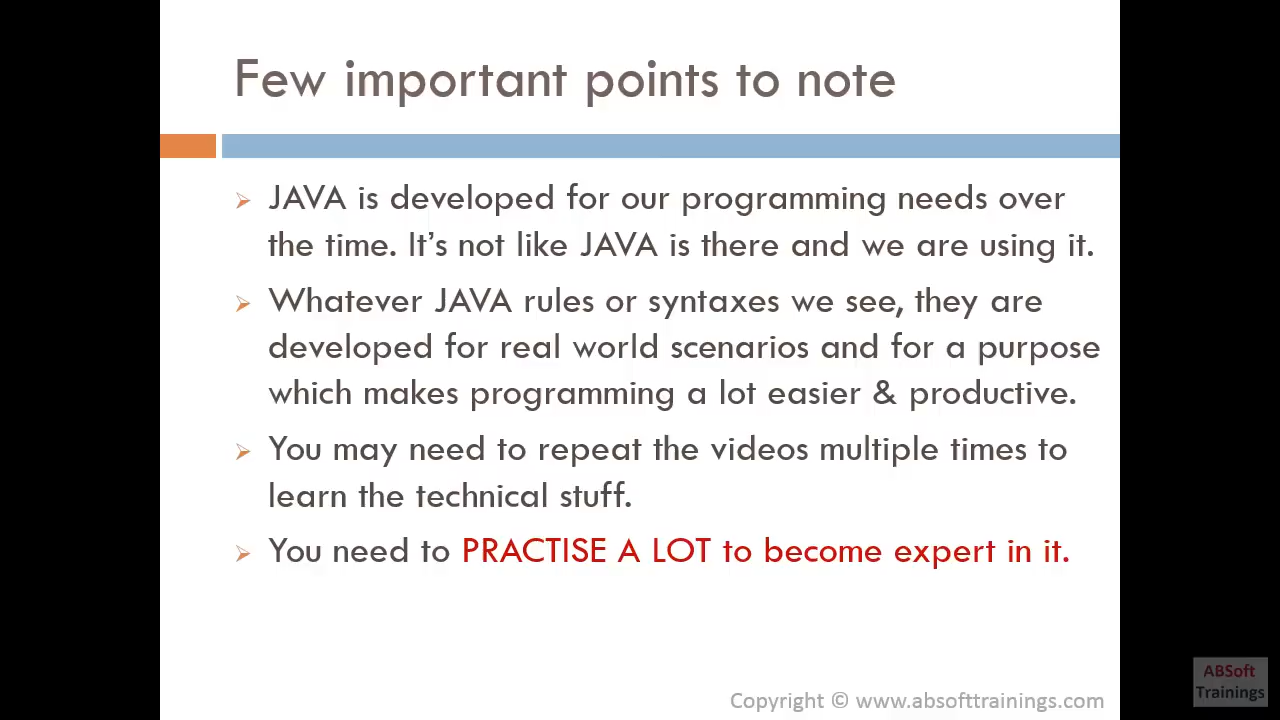 Few important points to note
JAVA is developed for our programming needs over
the time. It’s not like JAVA is there and we are using it.
Whatever JAVA rules or syntaxes we see, they are
developed for real world scenarios and for a purpose
which makes programming a lot easier & productive.
You may need to repeat the videos multiple times to
learn the technical stuff.
You need to PRACTISE A LOT to become expert in it.
Copyright © www.absofttrainings.com
ABSoft
Trainings